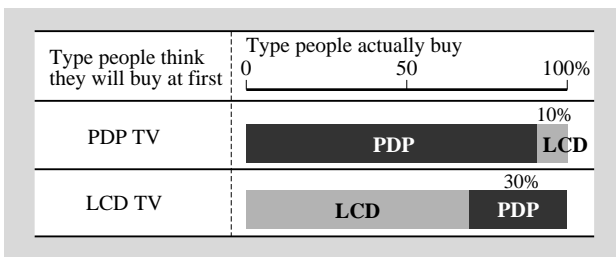 Type people think
they will buy at first
Type people actually buy
0 50 100%
PDP TV
10%
PDP LCD
LCD TV
30%
LCD PDP